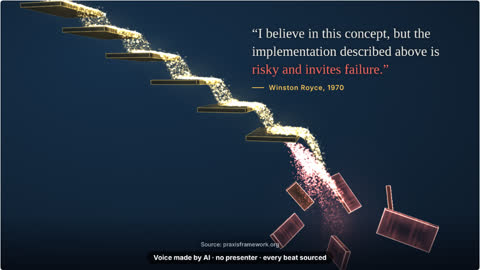 “I believe in this concept, but the
implementation described above is
risky and invites failure.”
— Winston Royce, 1970
Source: praxisframework.org
Voice made by AI · no presenter · every beat sourced